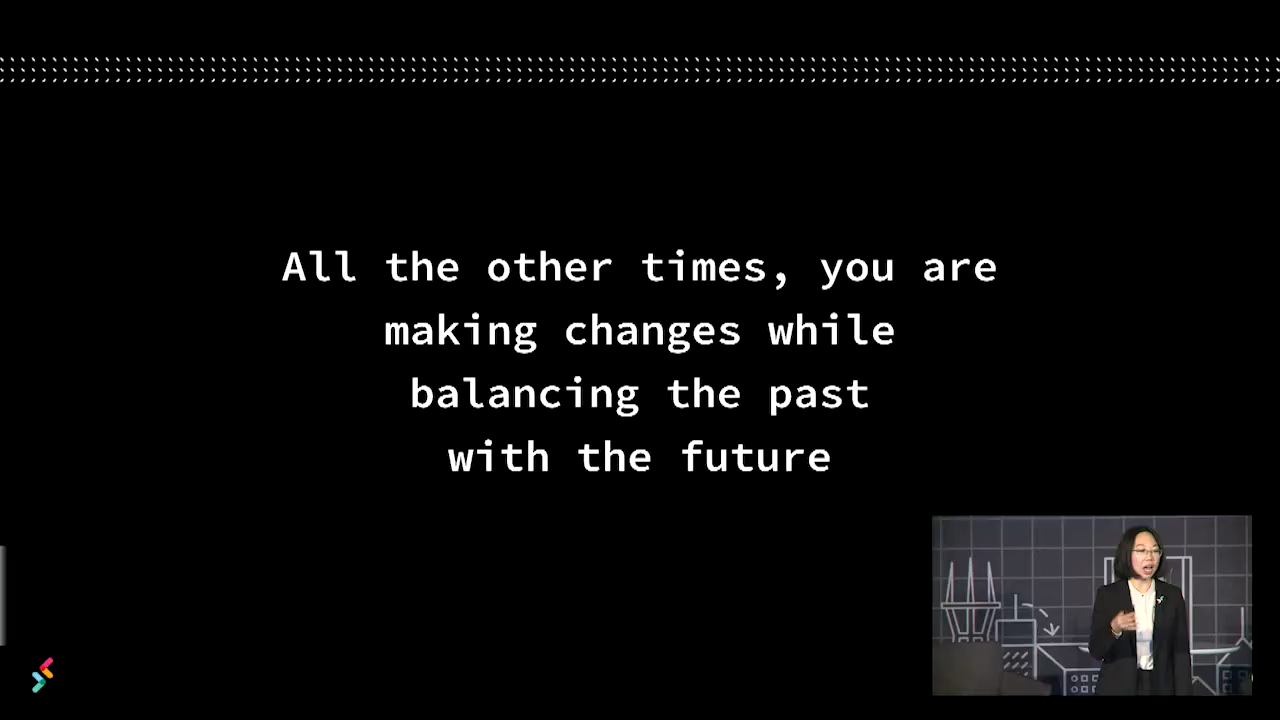 All the other times, you are
making changes while
balancing the past
with the future